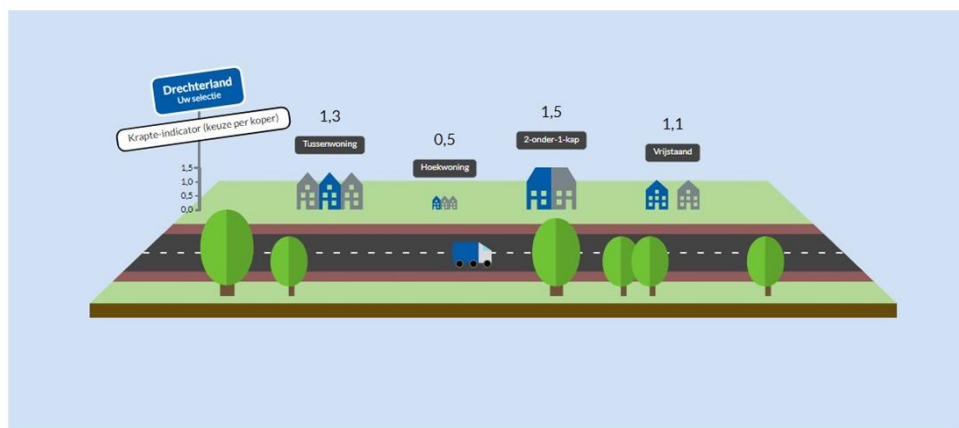 Drechterland
Uw selectie
Krapte-indicator (keuze per koper)
1,5
1,0
0,5
0,0
1,3
Tussenwoning
0,5
Hoekwoning
1,5
2-onder-1-kap
1,1
Vrijstaand